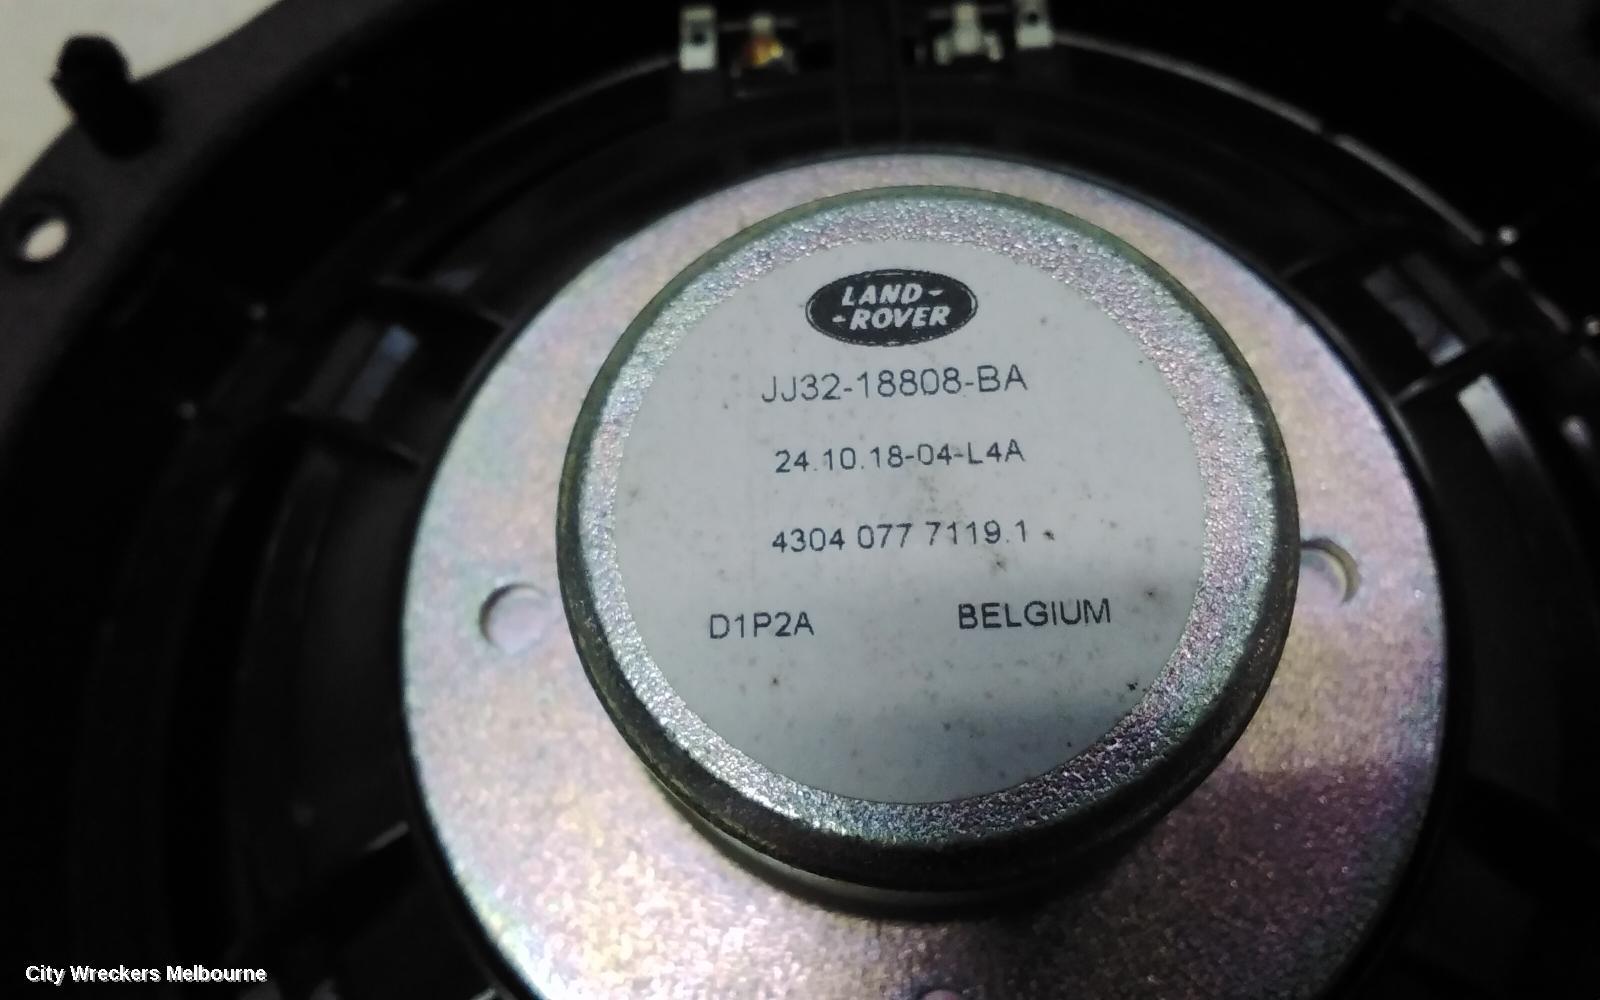 LAND-
-ROVER
JJ32-18808-BA
24.10.18-04-L4A
4304 077 7119.1
D1P2A BELGIUM
City Wreckers Melbourne